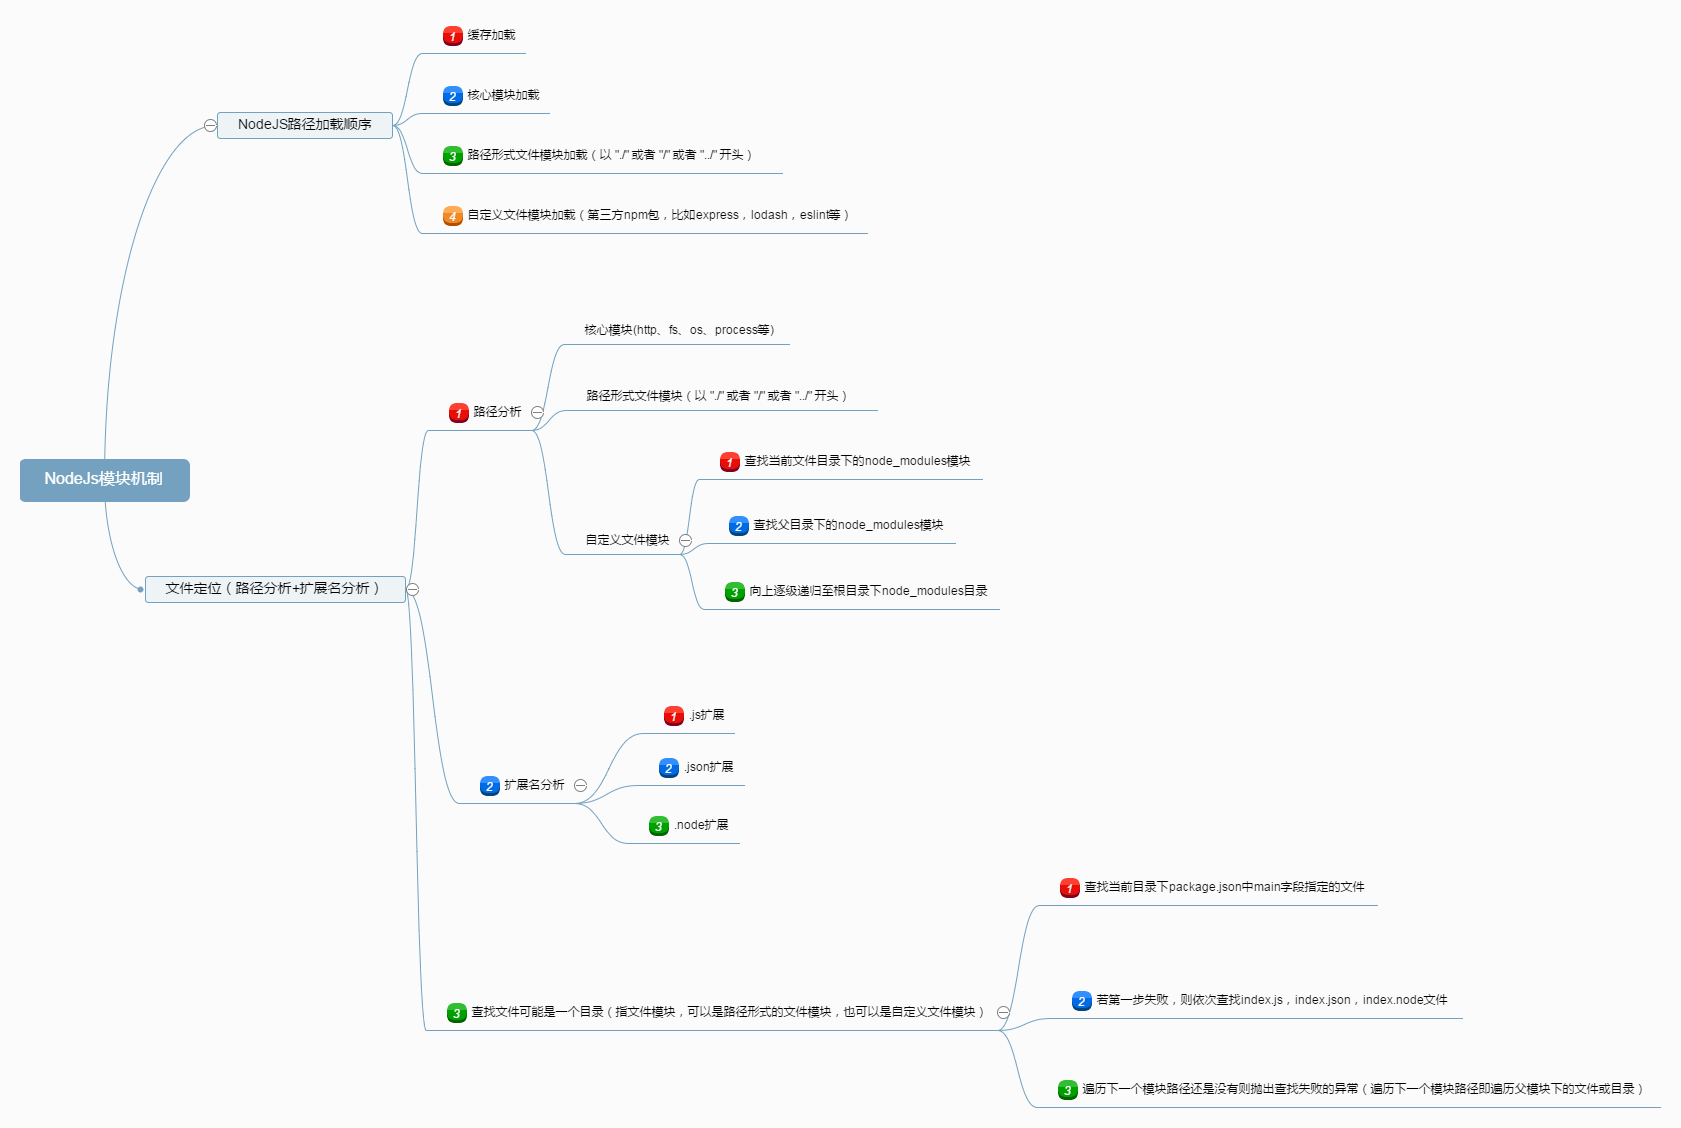 1 缓存加载
2 核心模块加载
NodeJS路径加载顺序
3 路径形式文件模块加载（以 "./" 或者 "/" 或者 "../" 开头）
4 自定义文件模块加载（第三方npm包，比如express，lodash，eslint等）
核心模块(http、fs、os、process等)
路径形式文件模块（以 "./" 或者 "/" 或者 "../" 开头）
1 路径分析
1 查找当前文件目录下的node_modules模块
NodeJs模块机制
2 查找父目录下的node_modules模块
自定义文件模块
3 向上逐级递归至根目录下node_modules目录
文件定位（路径分析+扩展名分析）
1 .js扩展
2 .json扩展
2 扩展名分析
3 .node扩展
1 查找当前目录下package.json中main字段指定的文件
2 若第一步失败，则依次查找index.js，index.json，index.node文件
3 查找文件可能是一个目录（指文件模块，可以是路径形式的文件模块，也可以是自定义文件模块）
3 遍历下一个模块路径还是没有则抛出查找失败的异常（遍历下一个模块路径即遍历父模块下的文件或目录）